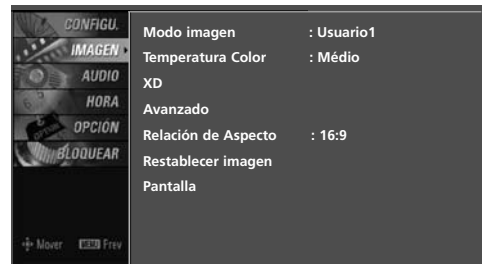 CONFIGU.
IMAGEN
AUDIO
HORA
OPCIÓN
BLOQUEAR
Mover MENU Prev
Modo imagen : Usuario1
Temperatura Color : Médio
XD
Avanzado
Relación de Aspecto : 16:9
Restablecer imagen
Pantalla